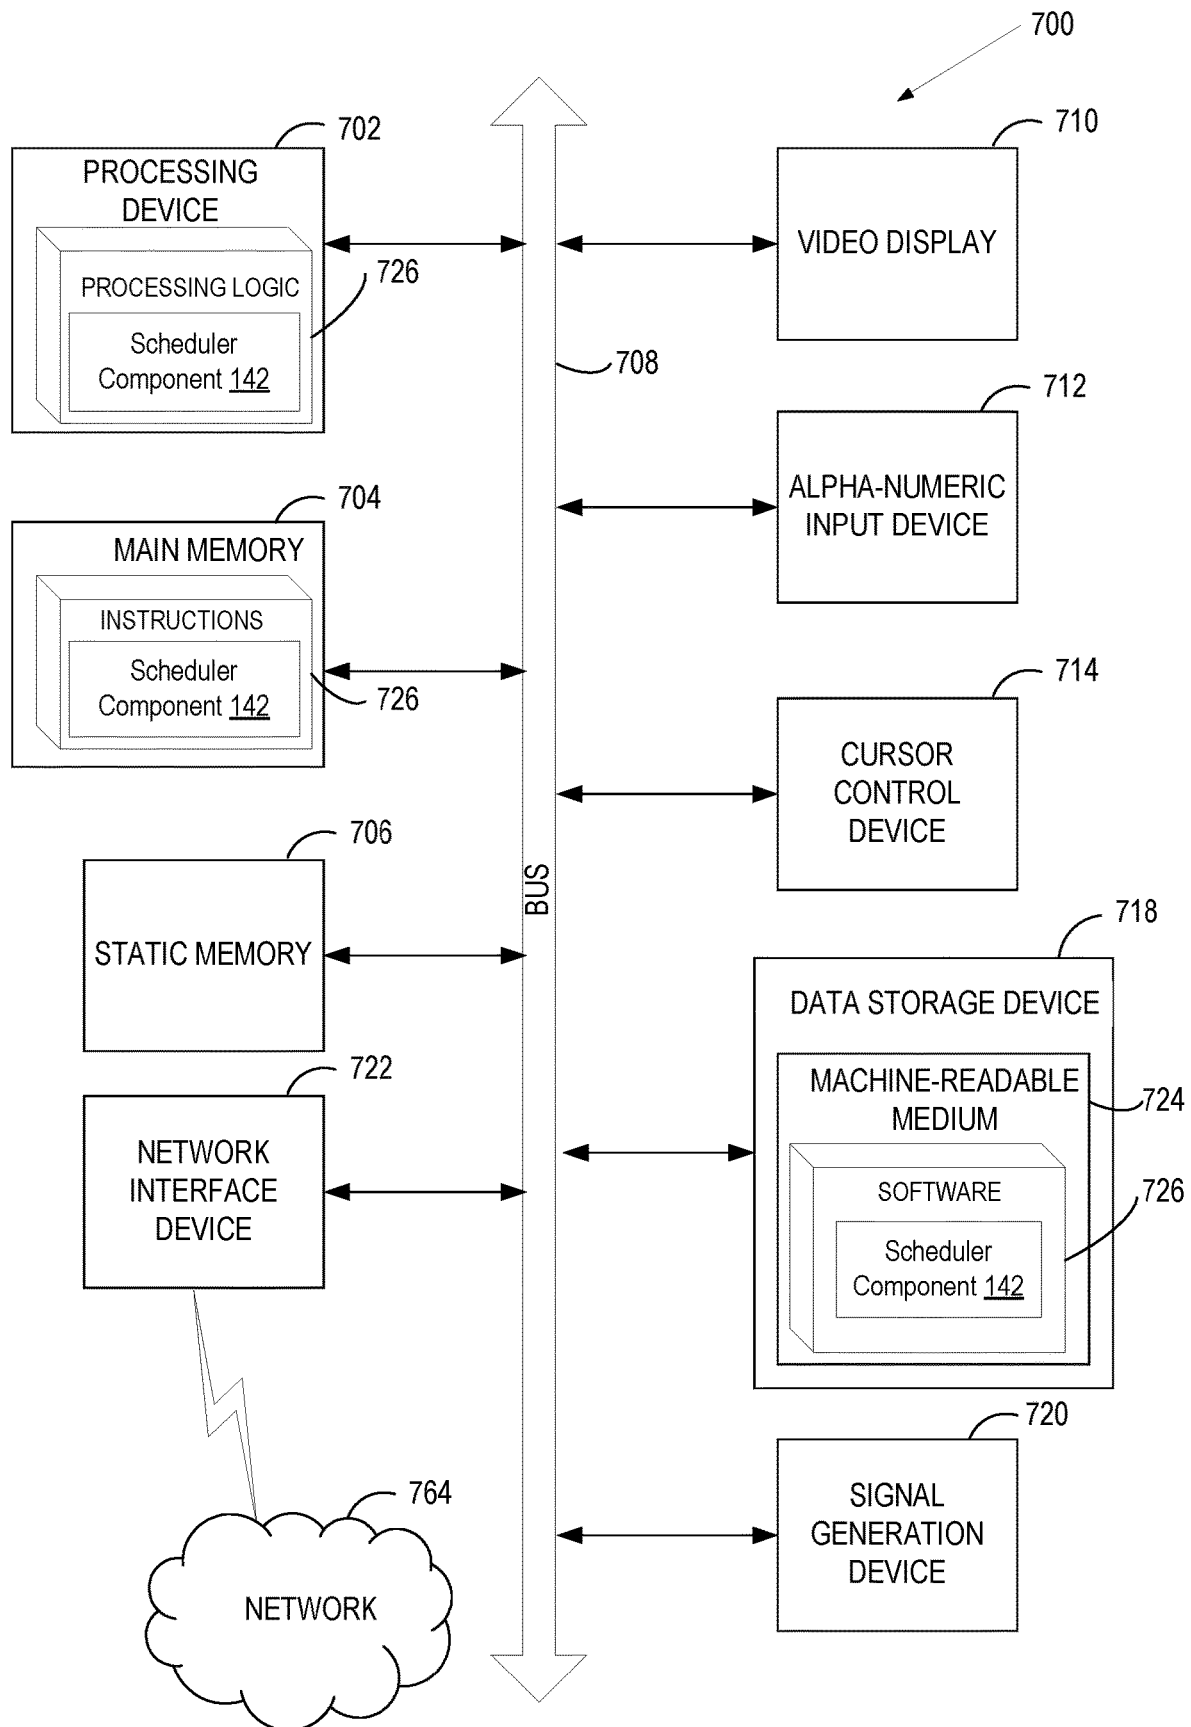 700
702
PROCESSING
DEVICE
PROCESSING LOGIC
726
Scheduler
Component 142
704
MAIN MEMORY
INSTRUCTIONS
Scheduler
Component 142
726
706
STATIC MEMORY
722
NETWORK
INTERFACE
DEVICE
764
NETWORK
708
BUS
710
VIDEO DISPLAY
712
ALPHA-NUMERIC
INPUT DEVICE
714
CURSOR
CONTROL
DEVICE
718
DATA STORAGE DEVICE
MACHINE-READABLE
MEDIUM
724
SOFTWARE
726
Scheduler
Component 142
720
SIGNAL
GENERATION
DEVICE